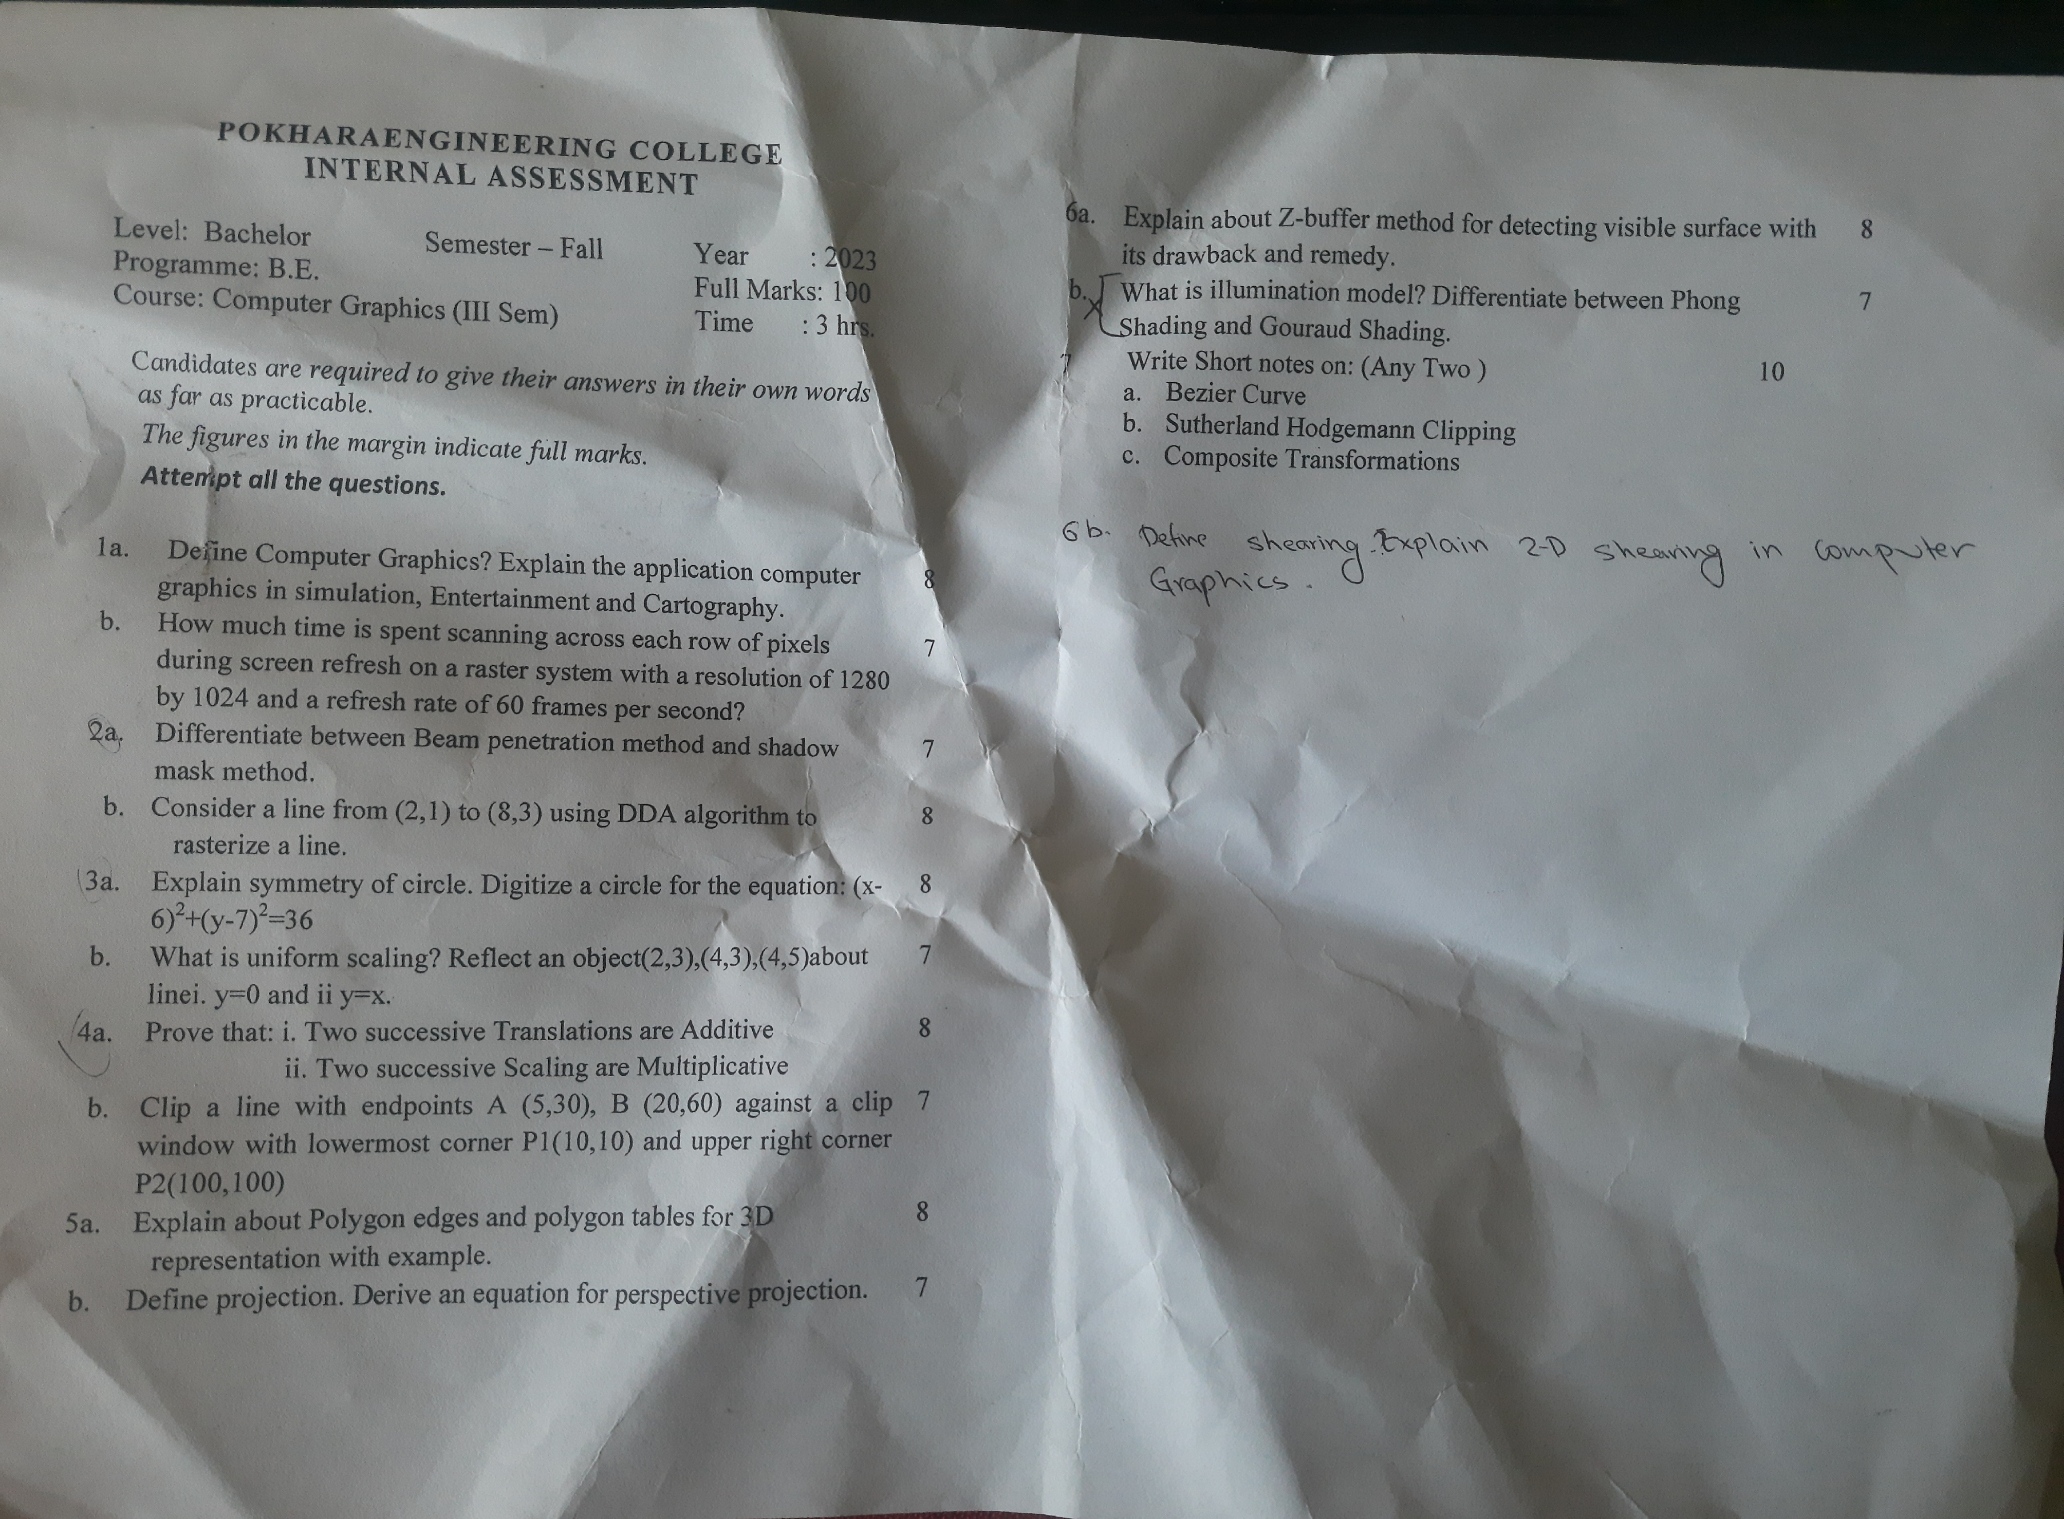 POKHARAENGINEERING COLLEGE
INTERNAL ASSESSMENT
Level: Bachelor Semester – Fall Year : 2023
Programme: B.E. Full Marks: 100
Course: Computer Graphics (III Sem) Time : 3 hrs.
Candidates are required to give their answers in their own words
as far as practicable.
The figures in the margin indicate full marks.
Attempt all the questions.
1a. Define Computer Graphics? Explain the application computer 8
graphics in simulation, Entertainment and Cartography.
b. How much time is spent scanning across each row of pixels 7
during screen refresh on a raster system with a resolution of 1280
by 1024 and a refresh rate of 60 frames per second?
2a. Differentiate between Beam penetration method and shadow 7
mask method.
b. Consider a line from (2,1) to (8,3) using DDA algorithm to 8
rasterize a line.
3a. Explain symmetry of circle. Digitize a circle for the equation: (x- 8
6)²+(y-7)²=36
b. What is uniform scaling? Reflect an object(2,3),(4,3),(4,5)about 7
linei. y=0 and ii y=x.
4a. Prove that: i. Two successive Translations are Additive 8
ii. Two successive Scaling are Multiplicative
b. Clip a line with endpoints A (5,30), B (20,60) against a clip 7
window with lowermost corner P1(10,10) and upper right corner
P2(100,100)
5a. Explain about Polygon edges and polygon tables for 3D 8
representation with example.
b. Define projection. Derive an equation for perspective projection. 7
6a. Explain about Z-buffer method for detecting visible surface with 8
its drawback and remedy.
b. What is illumination model? Differentiate between Phong 7
Shading and Gouraud Shading.
7 Write Short notes on: (Any Two ) 10
a. Bezier Curve
b. Sutherland Hodgemann Clipping
c. Composite Transformations
6b. Define shearing. Explain 2-D shearing in Computer
Graphics.